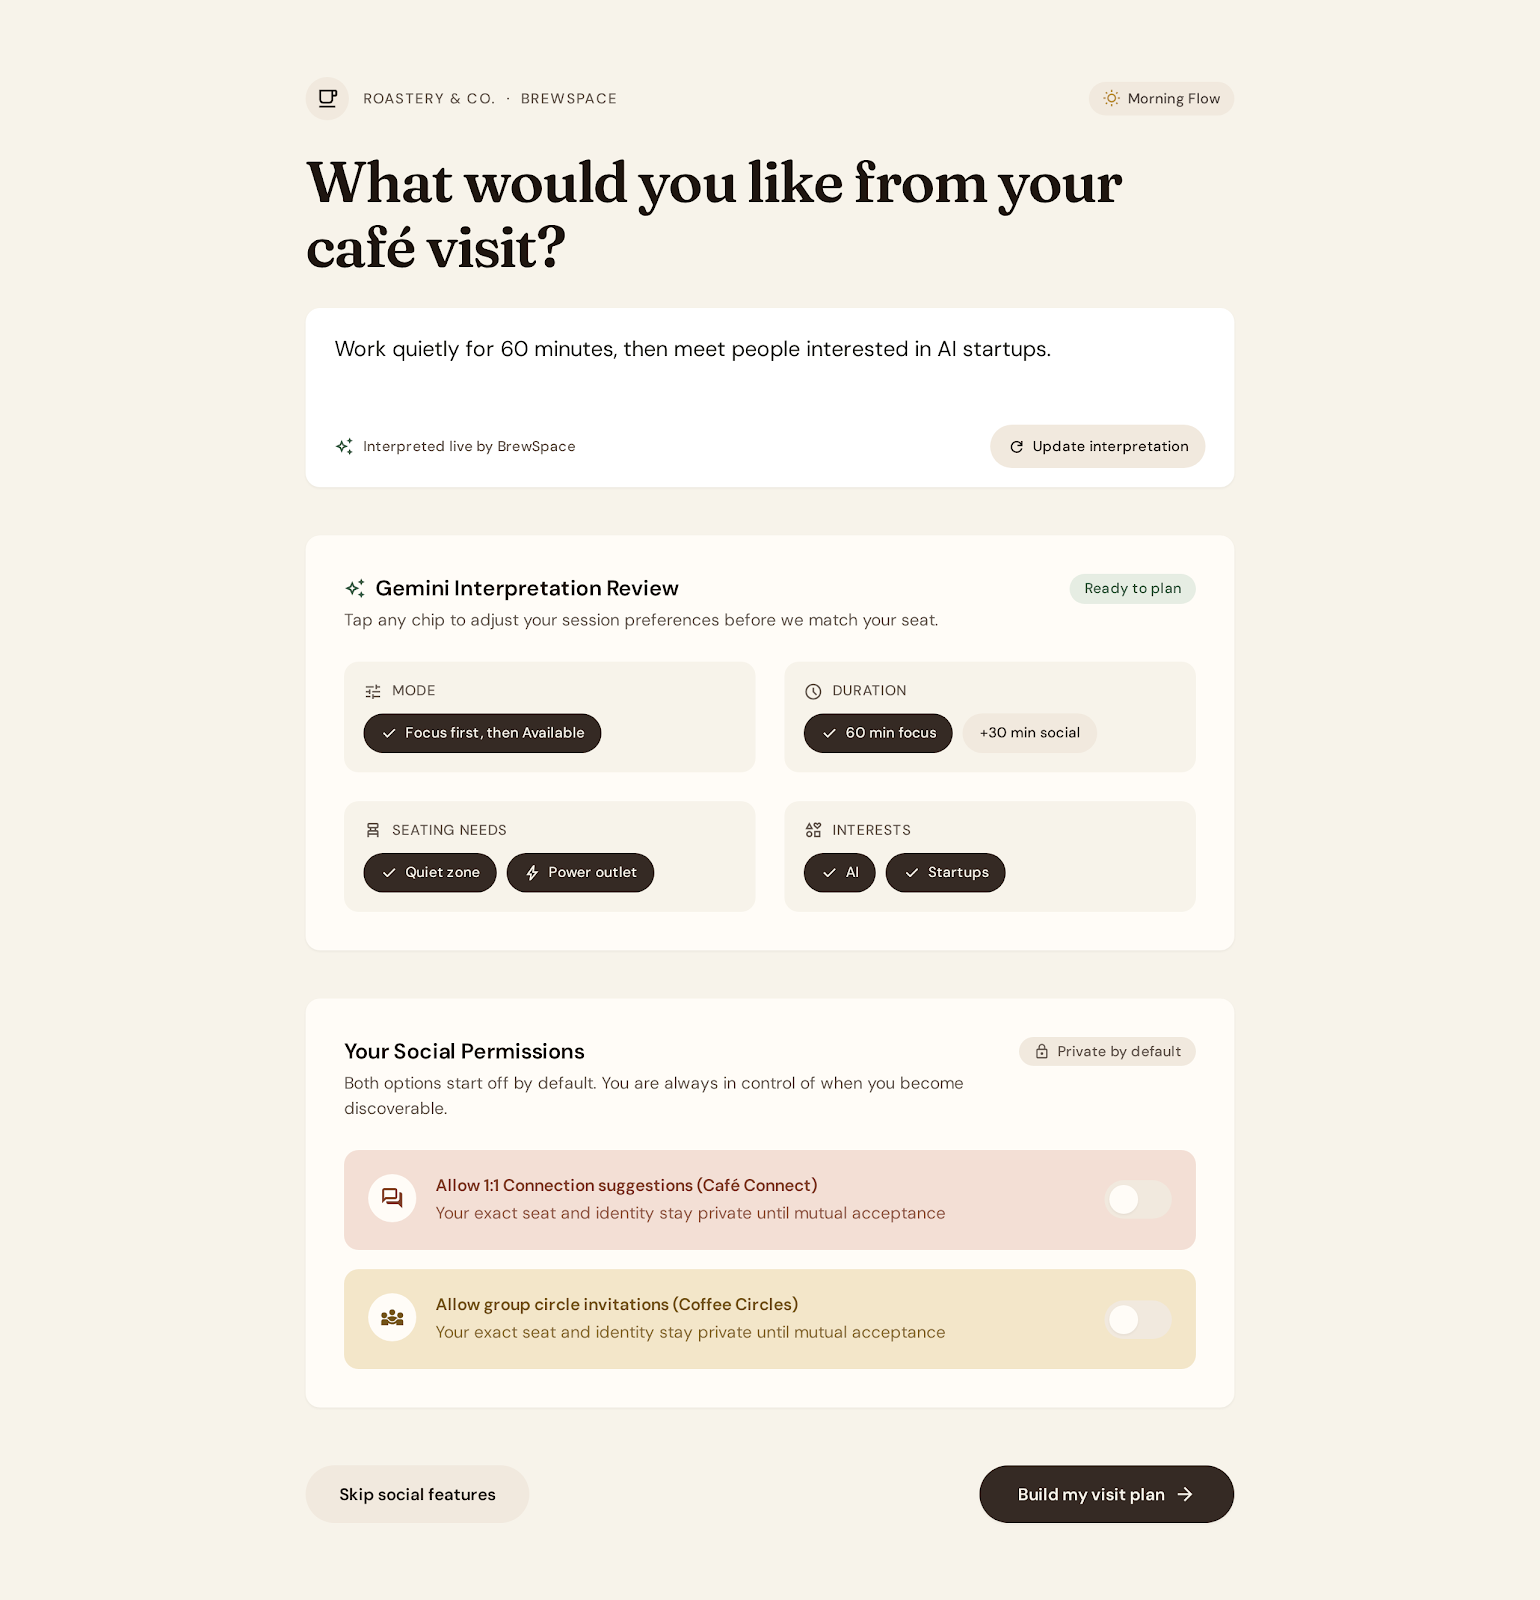 ROASTERY & CO. · BREWSPACE
Morning Flow
What would you like from your
café visit?
Work quietly for 60 minutes, then meet people interested in AI startups.
Interpreted live by BrewSpace
Update interpretation
Gemini Interpretation Review
Ready to plan
Tap any chip to adjust your session preferences before we match your seat.
MODE
Focus first, then Available
DURATION
60 min focus
+30 min social
SEATING NEEDS
Quiet zone
Power outlet
INTERESTS
AI
Startups
Your Social Permissions
Private by default
Both options start off by default. You are always in control of when you become
discoverable.
Allow 1:1 Connection suggestions (Café Connect)
Your exact seat and identity stay private until mutual acceptance
Allow group circle invitations (Coffee Circles)
Your exact seat and identity stay private until mutual acceptance
Skip social features
Build my visit plan